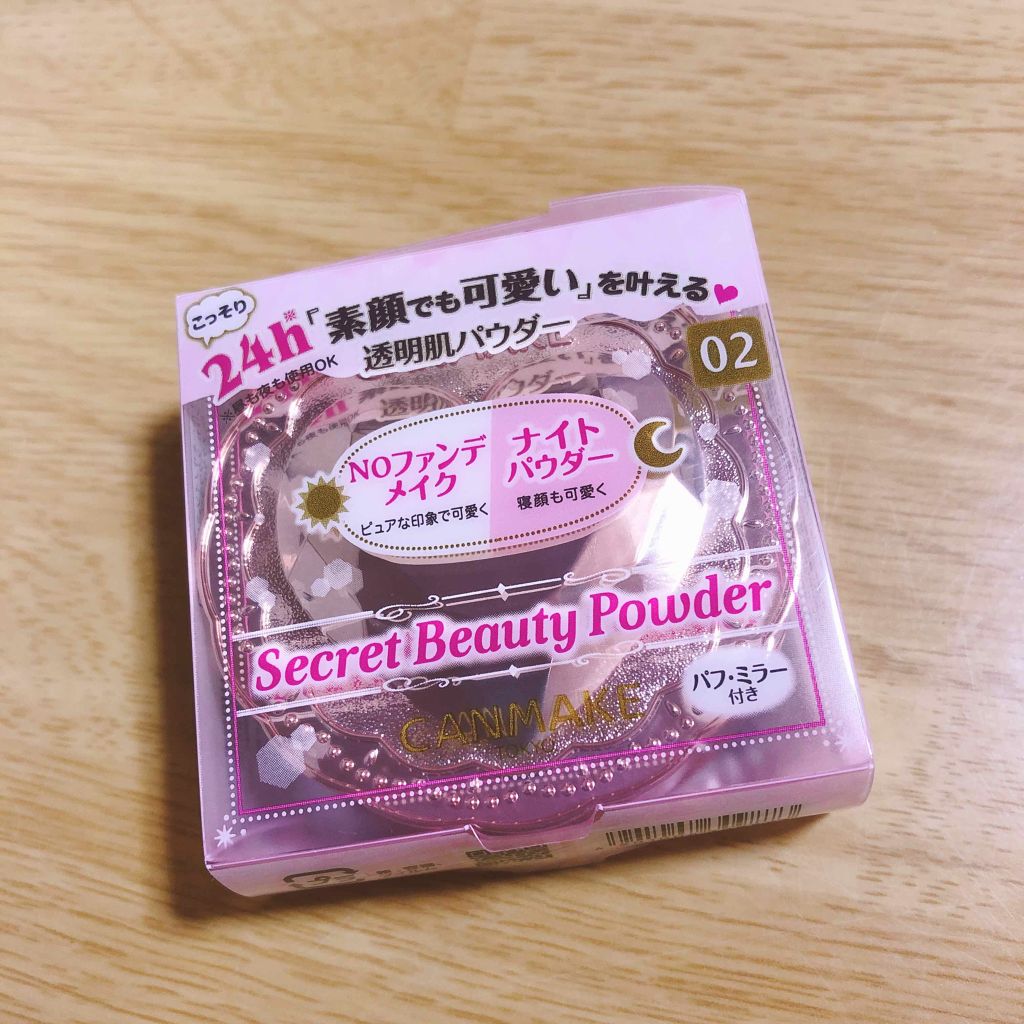 こっそり
24h※「素顔でも可愛い」を叶える
※昼も夜も使用OK
透明肌パウダー
02
NOファンデ
メイク
ピュアな印象で可愛く
ナイト
パウダー
寝顔も可愛く
Secret Beauty Powder
パフ・ミラー
付き
CANMAKE
TOKYO